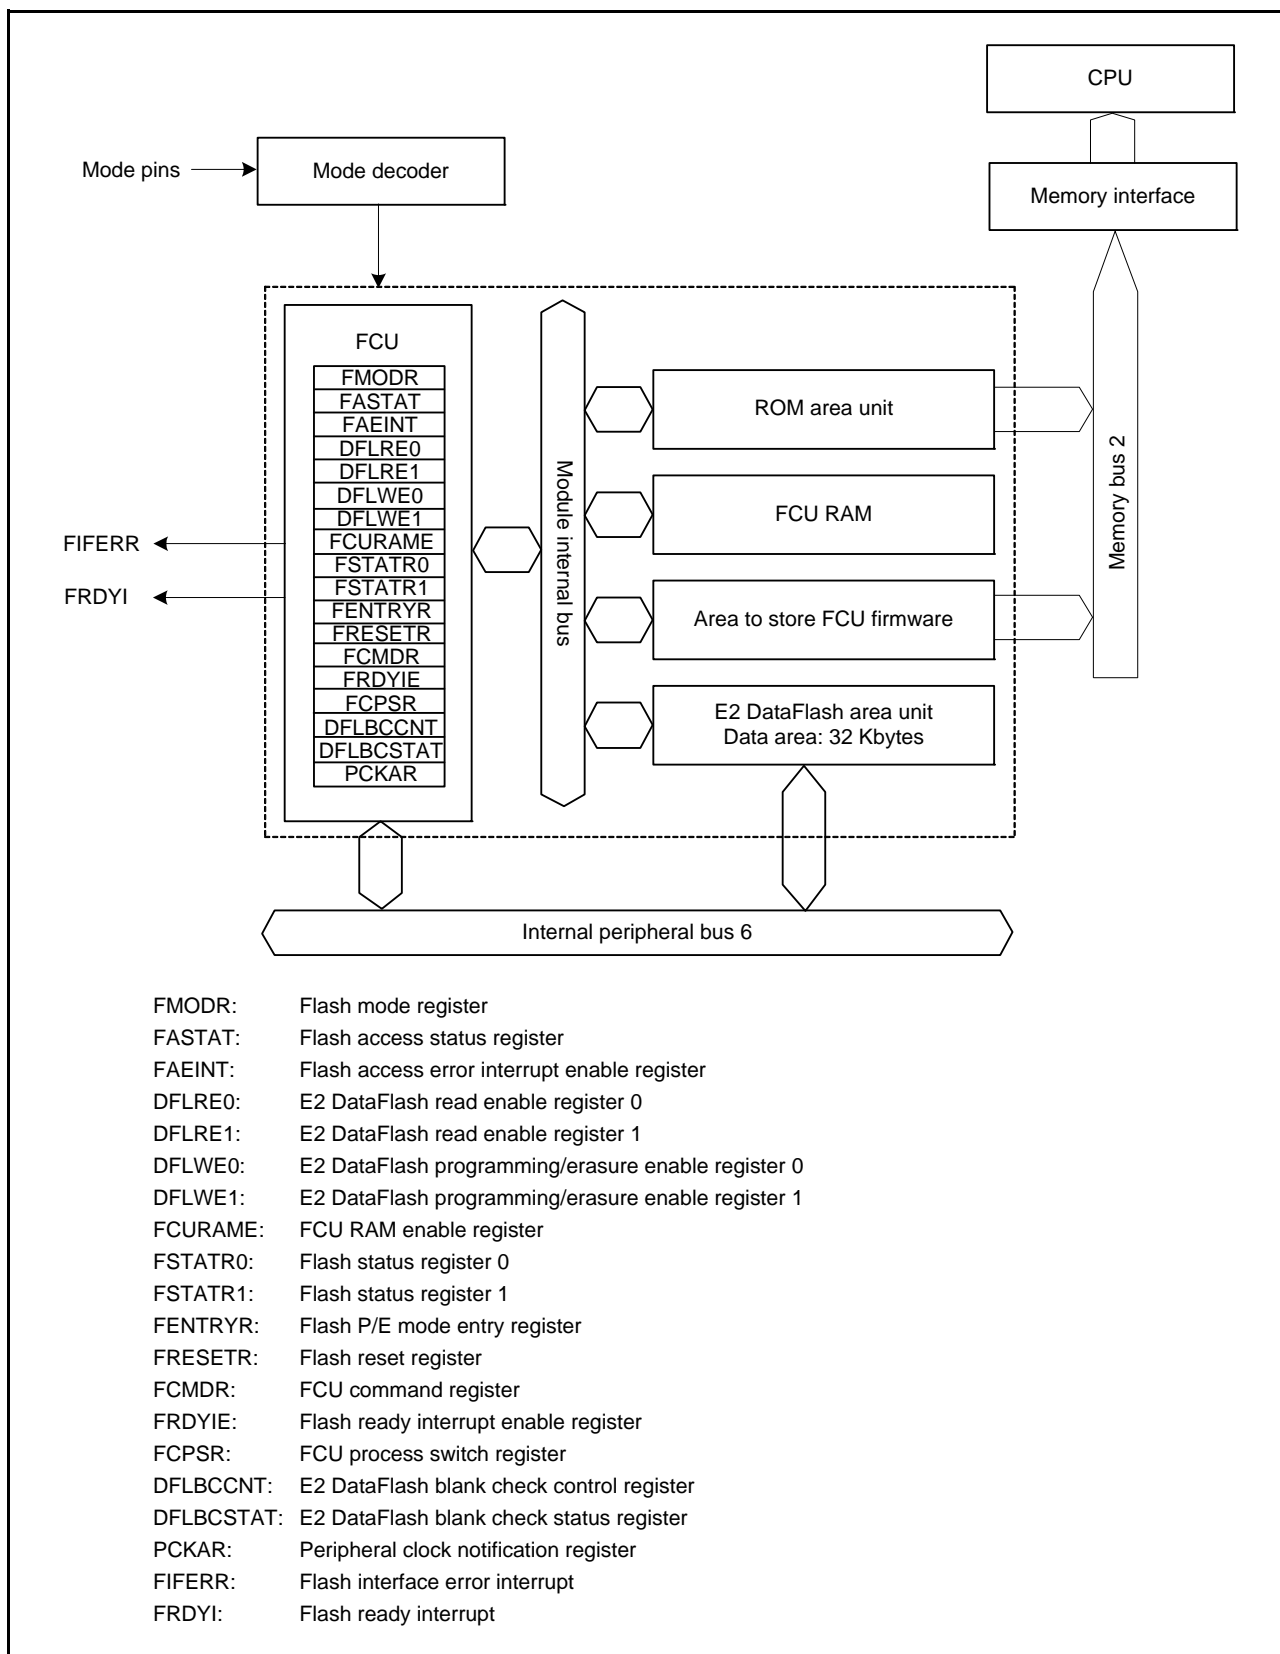 CPU
Mode pins
Mode decoder
Memory interface
FCU
FMODR
FASTAT
FAEINT
DFLRE0
DFLRE1
DFLWE0
DFLWE1
FCURAME
FSTATR0
FSTATR1
FENTRYR
FRESETR
FCMDR
FRDYIE
FCPSR
DFLBCCNT
DFLBCSTAT
PCKAR
FIFERR
FRDYI
Module internal bus
ROM area unit
FCU RAM
Area to store FCU firmware
E2 DataFlash area unit
Data area: 32 Kbytes
Memory bus 2
Internal peripheral bus 6
FMODR: Flash mode register
FASTAT: Flash access status register
FAEINT: Flash access error interrupt enable register
DFLRE0: E2 DataFlash read enable register 0
DFLRE1: E2 DataFlash read enable register 1
DFLWE0: E2 DataFlash programming/erasure enable register 0
DFLWE1: E2 DataFlash programming/erasure enable register 1
FCURAME: FCU RAM enable register
FSTATR0: Flash status register 0
FSTATR1: Flash status register 1
FENTRYR: Flash P/E mode entry register
FRESETR: Flash reset register
FCMDR: FCU command register
FRDYIE: Flash ready interrupt enable register
FCPSR: FCU process switch register
DFLBCCNT: E2 DataFlash blank check control register
DFLBCSTAT: E2 DataFlash blank check status register
PCKAR: Peripheral clock notification register
FIFERR: Flash interface error interrupt
FRDYI: Flash ready interrupt